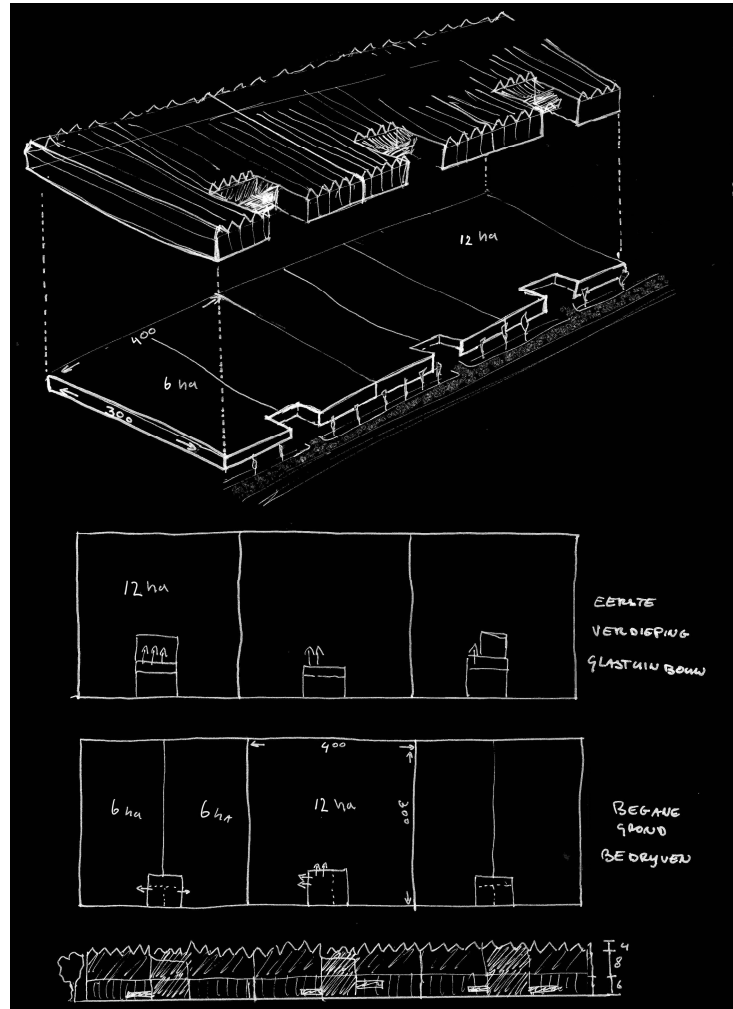 12 ha
400
6 ha
300
12 ha
EERSTE
VERDIEPING
GLASTUINBOUW
400
6 ha
6 ha
12 ha
300
BEGANE
GROND
BEDRIJVEN
4
8
6